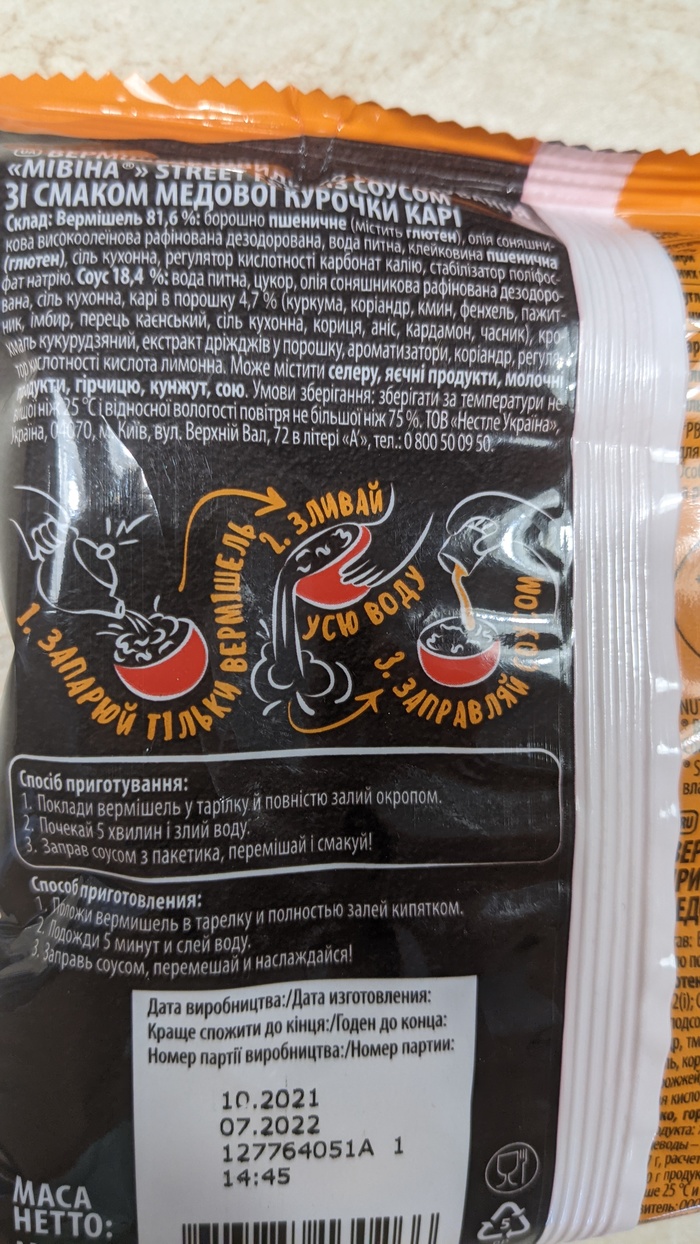 UA
«МІВІНА®» STREET СОУСОМ
ЗІ СМАКОМ МЕДОВОЇ КУРОЧКИ КАРІ
Склад: Вермішель 81,6 %: борошно пшеничне (містить глютен), олія соняшни-
кова високоолеїнова рафінована дезодорована, вода питна, клейковина пшенична
(глютен), сіль кухонна, регулятор кислотності карбонат калію, стабілізатор поліфос-
фат натрію. Соус 18,4 %: вода питна, цукор, олія соняшникова рафінована дезодоро-
вана, сіль кухонна, карі в порошку 4,7 % (куркума, коріандр, кмин, фенхель, пажит-
ник, імбир, перець каєнський, сіль кухонна, кориця, аніс, кардамон, часник), кро-
хмаль кукурудзяний, екстракт дріжджів у порошку, ароматизатори, коріандр, регуля-
тор кислотності кислота лимонна. Може містити селеру, яєчні продукти, молочні
продукти, гірчицю, кунжут, сою. Умови зберігання: зберігати за температури не
вищої ніж 25 °С і відносної вологості повітря не більшої ніж 75 %. ТОВ «Нестле Україна»,
Україна, 04070, м. Київ, вул. Верхній Вал, 72 в літері «А», тел.: 0 800 50 09 50.
1. ЗАПАРЮЙ ТІЛЬКИ ВЕРМІШЕЛЬ
2. ЗЛИВАЙ
УСЮ ВОДУ
3. ЗАПРАВЛЯЙ СОУСОМ
Спосіб приготування:
1. Поклади вермішель у тарілку й повністю залий окропом.
2. Почекай 5 хвилин і злий воду.
3. Заправ соусом з пакетика, перемішай і смакуй!
Способ приготовления:
1. Положи вермишель в тарелку и полностью залей кипятком.
2. Подожди 5 минут и слей воду.
3. Заправь соусом, перемешай и наслаждайся!
Дата виробництва:/Дата изготовления:
Краще спожити до кінця:/Годен до конца:
Номер партії виробництва:/Номер партии:
10.2021
07.2022
127764051A 1
14:45
МАСА
НЕТТО:
5
RU